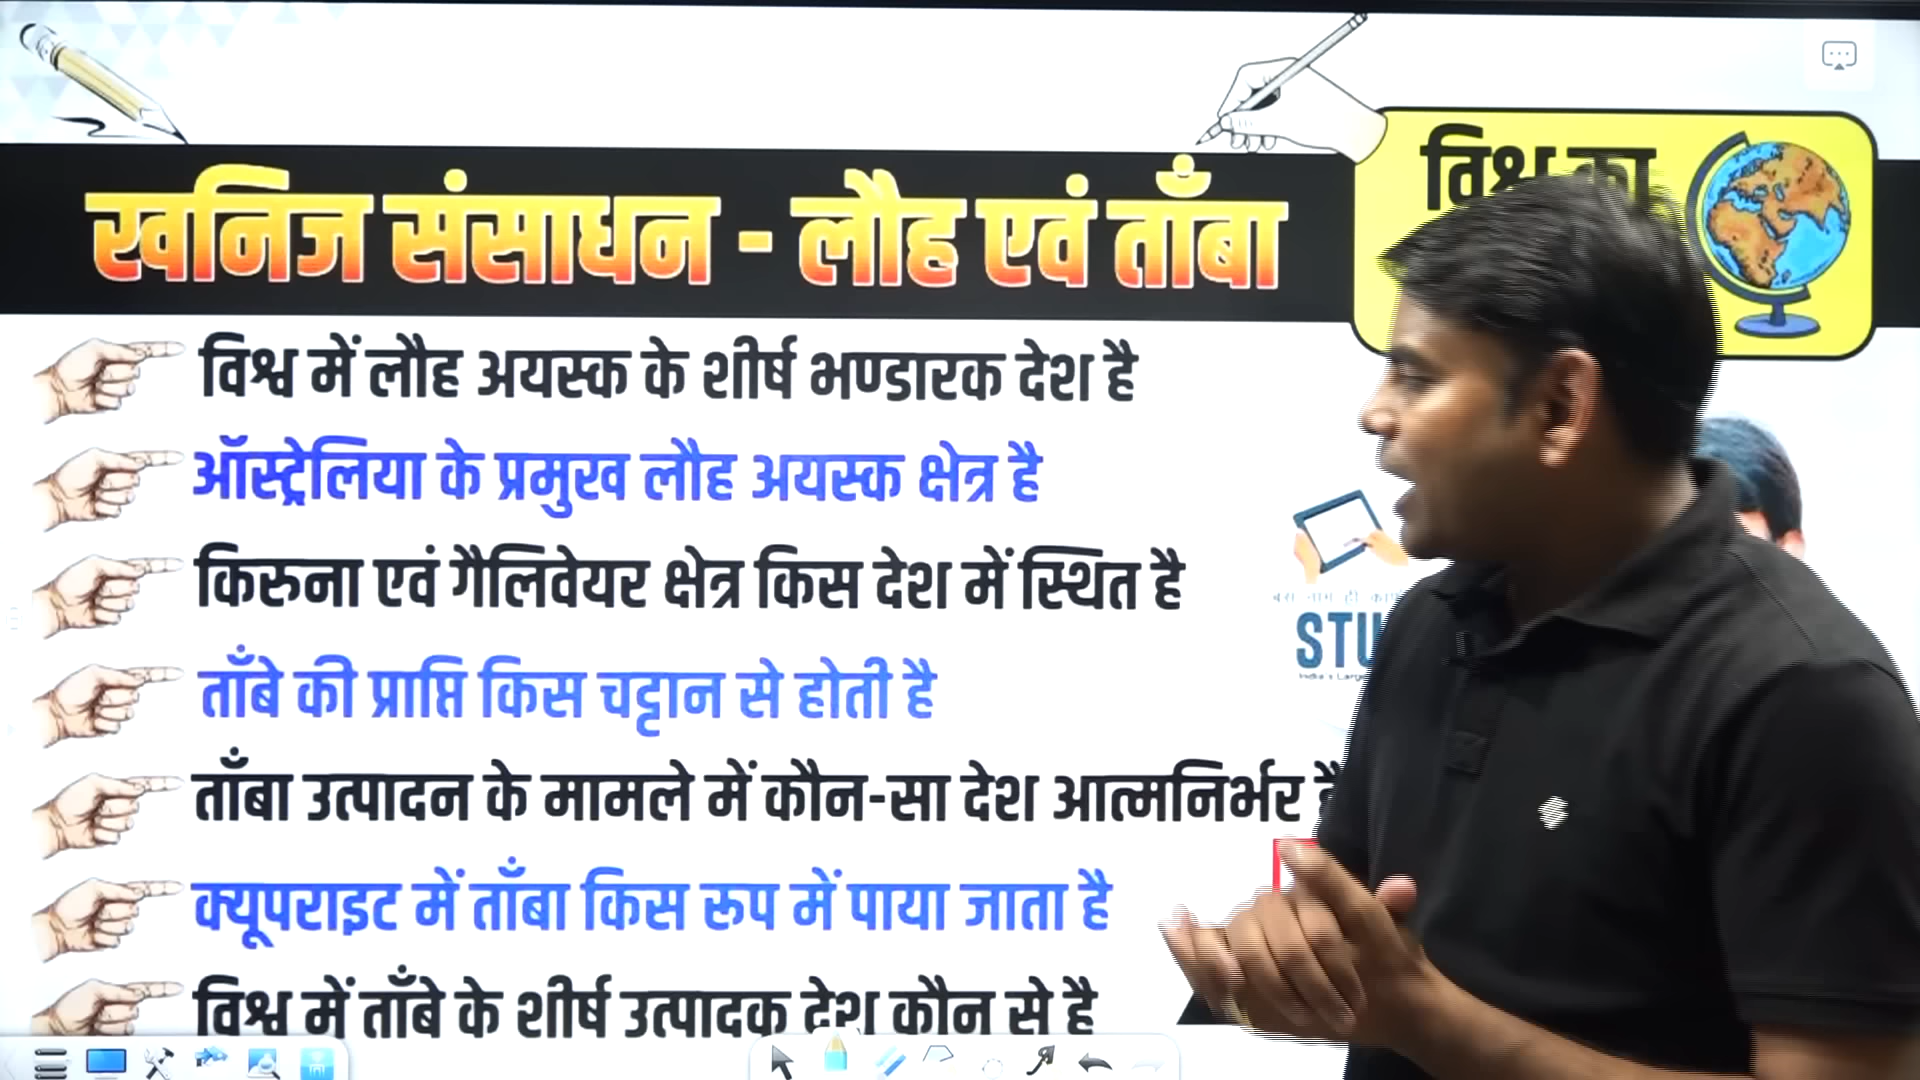 विश्व का
खनिज संसाधन - लौह एवं ताँबा
विश्व में लौह अयस्क के शीर्ष भण्डारक देश है
ऑस्ट्रेलिया के प्रमुख लौह अयस्क क्षेत्र है
किरुना एवं गैलिवेयर क्षेत्र किस देश में स्थित है
ताँबे की प्राप्ति किस चट्टान से होती है
ताँबा उत्पादन के मामले में कौन-सा देश आत्मनिर्भर है
क्यूपराइट में ताँबा किस रूप में पाया जाता है
विश्व में ताँबे के शीर्ष उत्पादक देश कौन से है